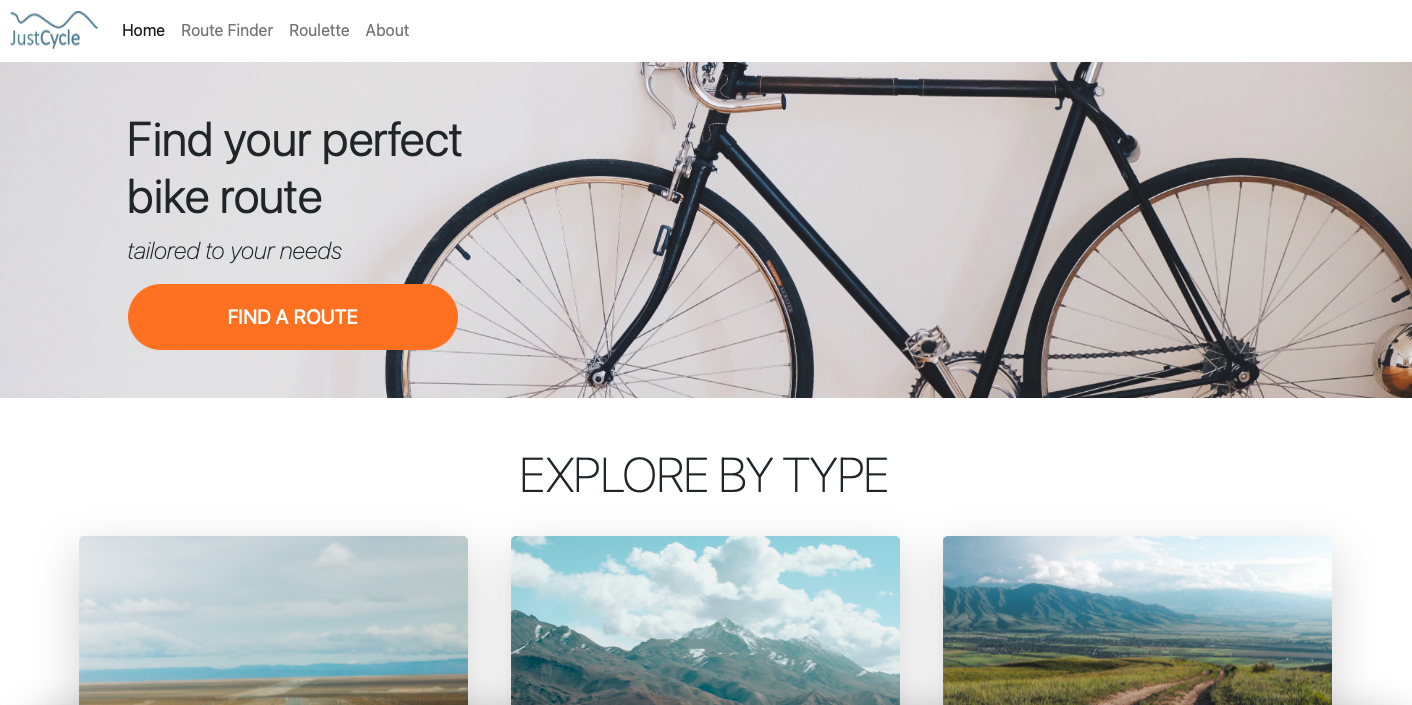 JustCycle
Home Route Finder Roulette About
Find your perfect
bike route
tailored to your needs
FIND A ROUTE
EXPLORE BY TYPE